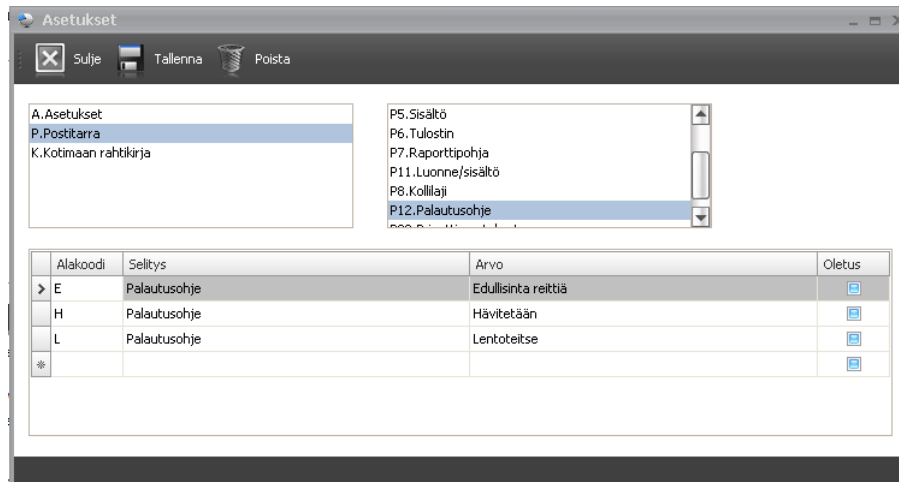 Asetukset
Sulje Tallenna Poista
A.Asetukset
P.Postitarra
K.Kotimaan rahtikirja
P5.Sisältö
P6.Tulostin
P7.Raporttipohja
P11.Luonne/sisältö
P8.Kollilaji
P12.Palautusohje
Alakoodi Selitys Arvo Oletus
E Palautusohje Edullisinta reittiä
H Palautusohje Hävitetään
L Palautusohje Lentoteitse